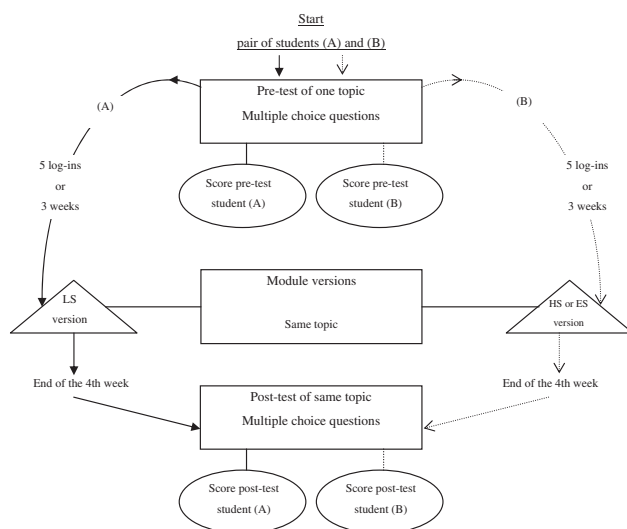 Start
pair of students (A) and (B)
Pre-test of one topic
Multiple choice questions
(A)
(B)
5 log-ins
or
3 weeks
5 log-ins
or
3 weeks
Score pre-test
student (A)
Score pre-test
student (B)
Module versions
Same topic
LS
version
HS or ES
version
End of the 4th week
End of the 4th week
Post-test of same topic
Multiple choice questions
Score post-test
student (A)
Score post-test
student (B)